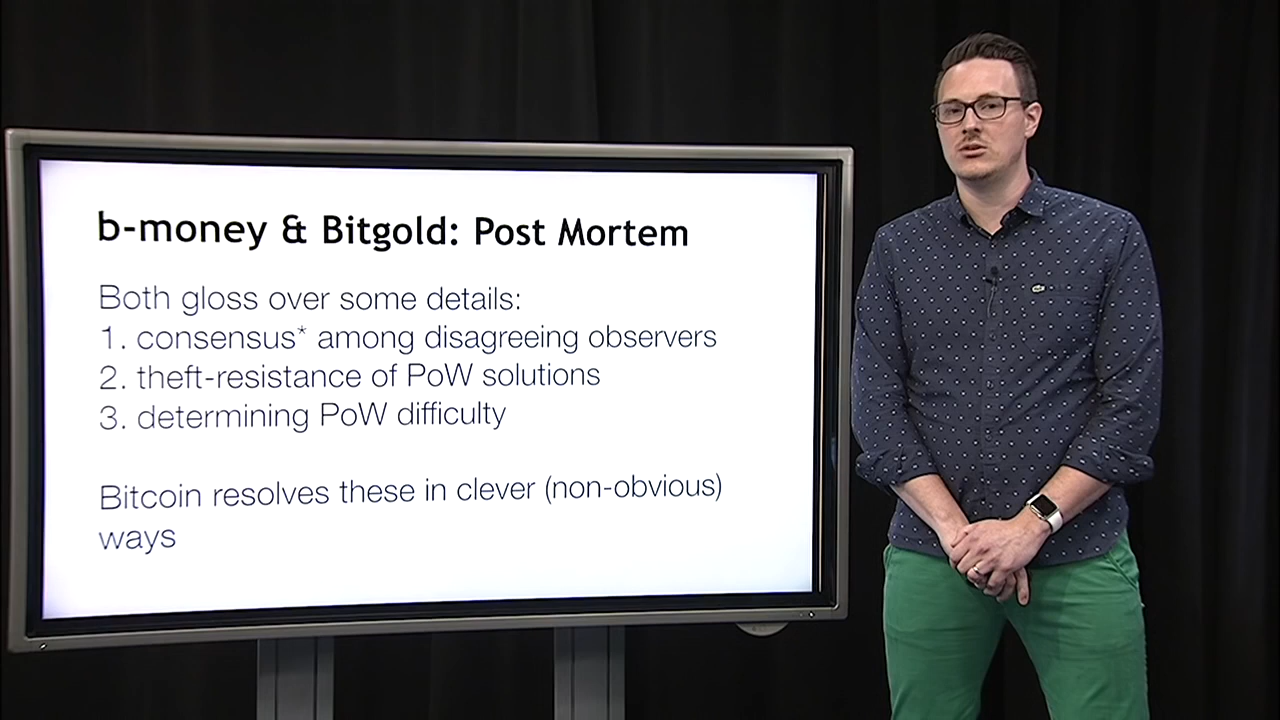 b-money & Bitgold: Post Mortem
Both gloss over some details:
1. consensus* among disagreeing observers
2. theft-resistance of PoW solutions
3. determining PoW difficulty
Bitcoin resolves these in clever (non-obvious)
ways